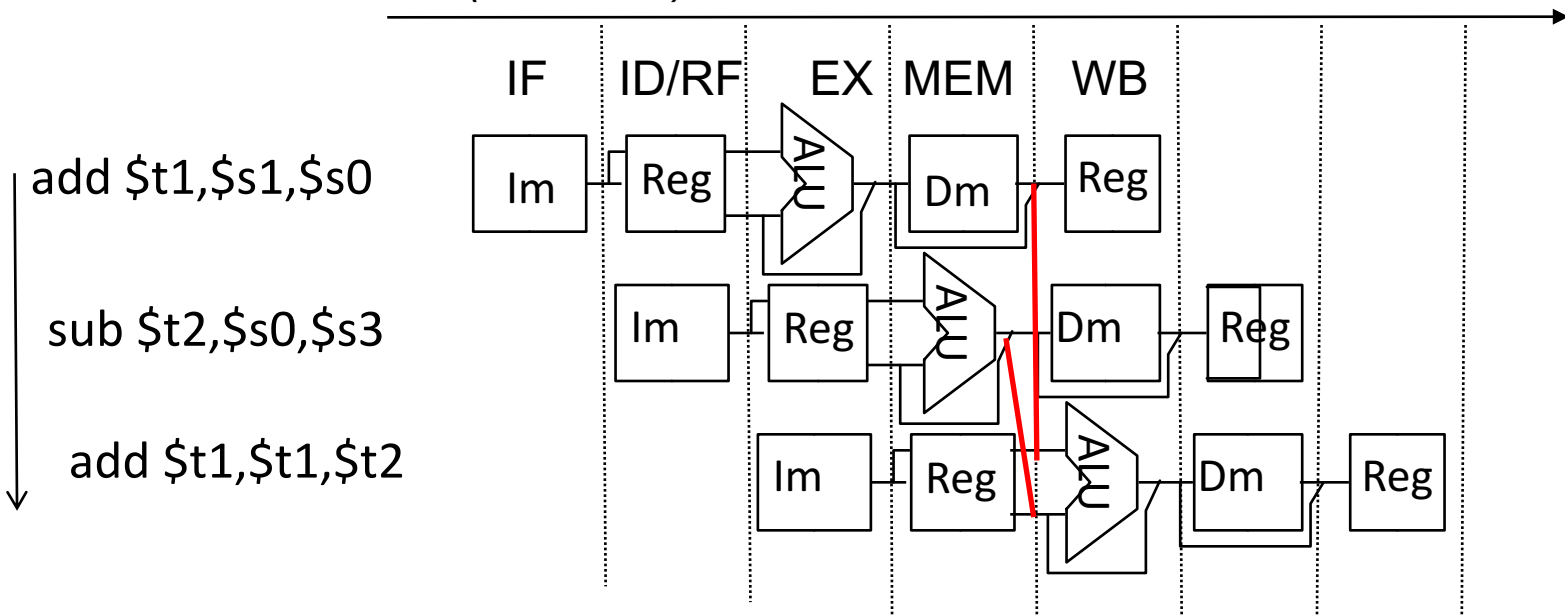 IF ID/RF EX MEM WB
add $t1,$s1,$s0 Im Reg ALU Dm Reg
sub $t2,$s0,$s3 Im Reg ALU Dm Reg
add $t1,$t1,$t2 Im Reg ALU Dm Reg